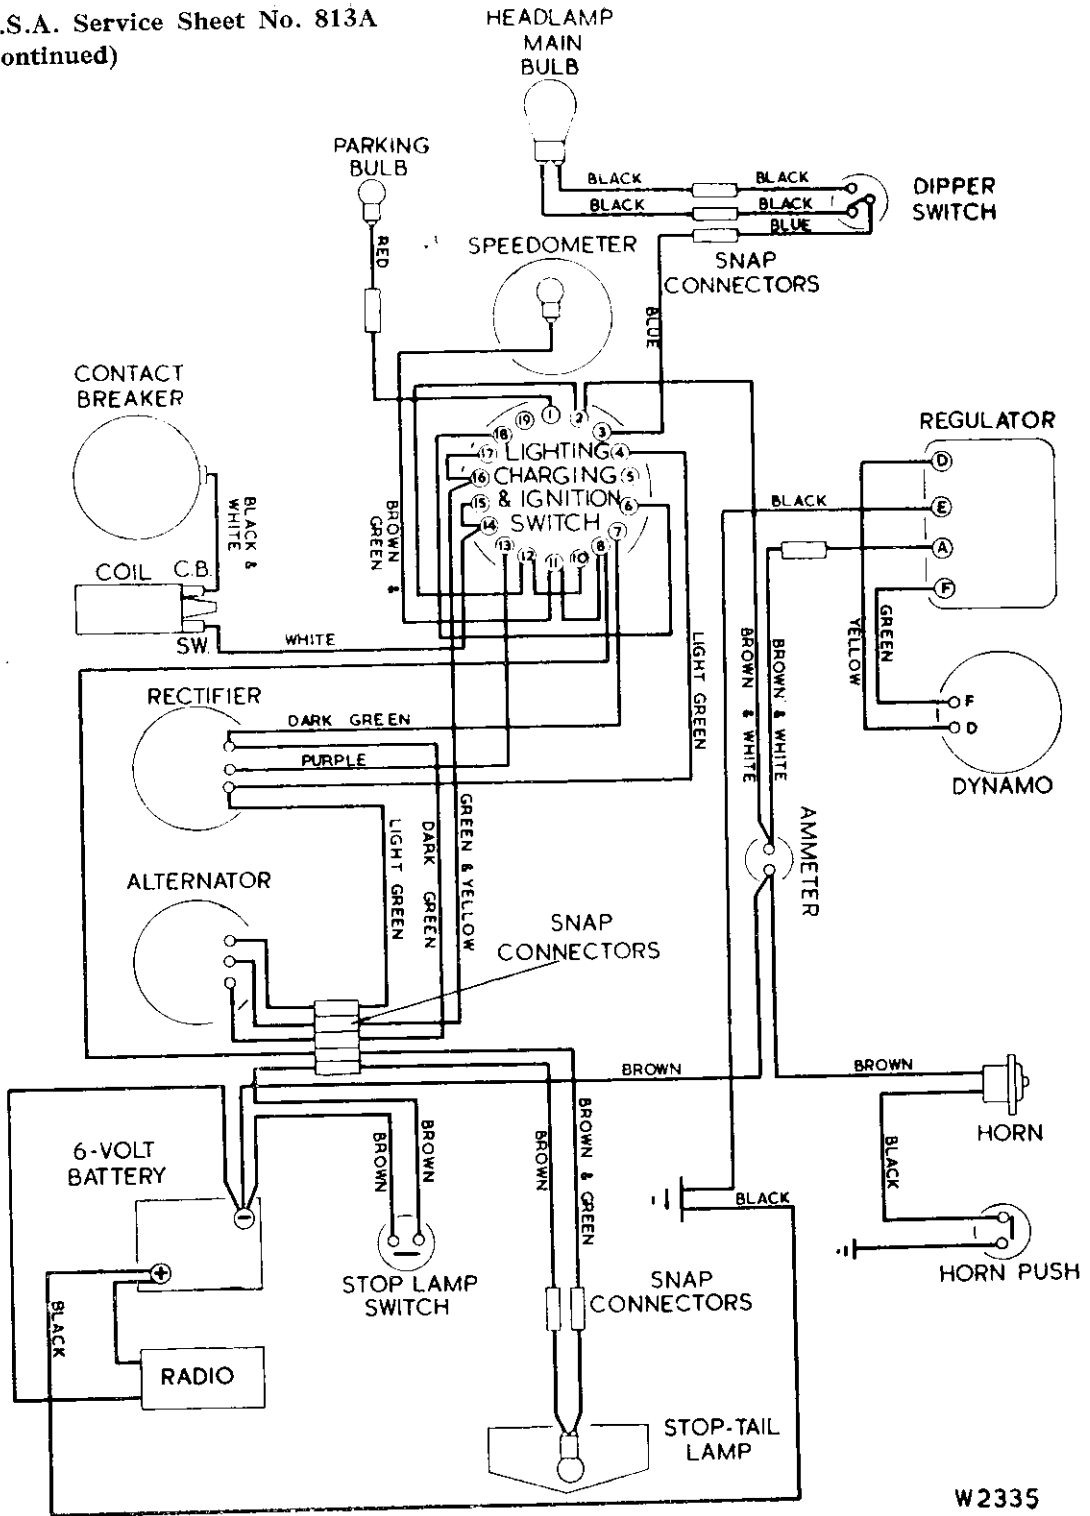 .S.A. Service Sheet No. 813A
ontinued)
HEADLAMP
MAIN
BULB
PARKING
BULB
BLACK
BLACK
BLACK
BLACK
BLUE
DIPPER
SWITCH
RED
SPEEDOMETER
SNAP
CONNECTORS
BLUE
CONTACT
BREAKER
REGULATOR
1
2
3
4
5
6
7
8
10
11
12
13
14
15
16
17
18
19
LIGHTING
CHARGING
& IGNITION
SWITCH
D
E
A
F
BLACK
BLACK &
WHITE
BROWN &
GREEN
COIL
C.B.
SW.
WHITE
LIGHT GREEN
BROWN & WHITE
BROWN & WHITE
YELLOW
GREEN
F
D
DYNAMO
RECTIFIER
DARK GREEN
PURPLE
LIGHT GREEN
DARK GREEN
GREEN & YELLOW
AMMETER
ALTERNATOR
SNAP
CONNECTORS
BROWN
BROWN
HORN
6-VOLT
BATTERY
BROWN
BROWN
BROWN
BROWN & GREEN
BLACK
BLACK
−
+
STOP LAMP
SWITCH
SNAP
CONNECTORS
HORN PUSH
BLACK
RADIO
STOP-TAIL
LAMP
W2335